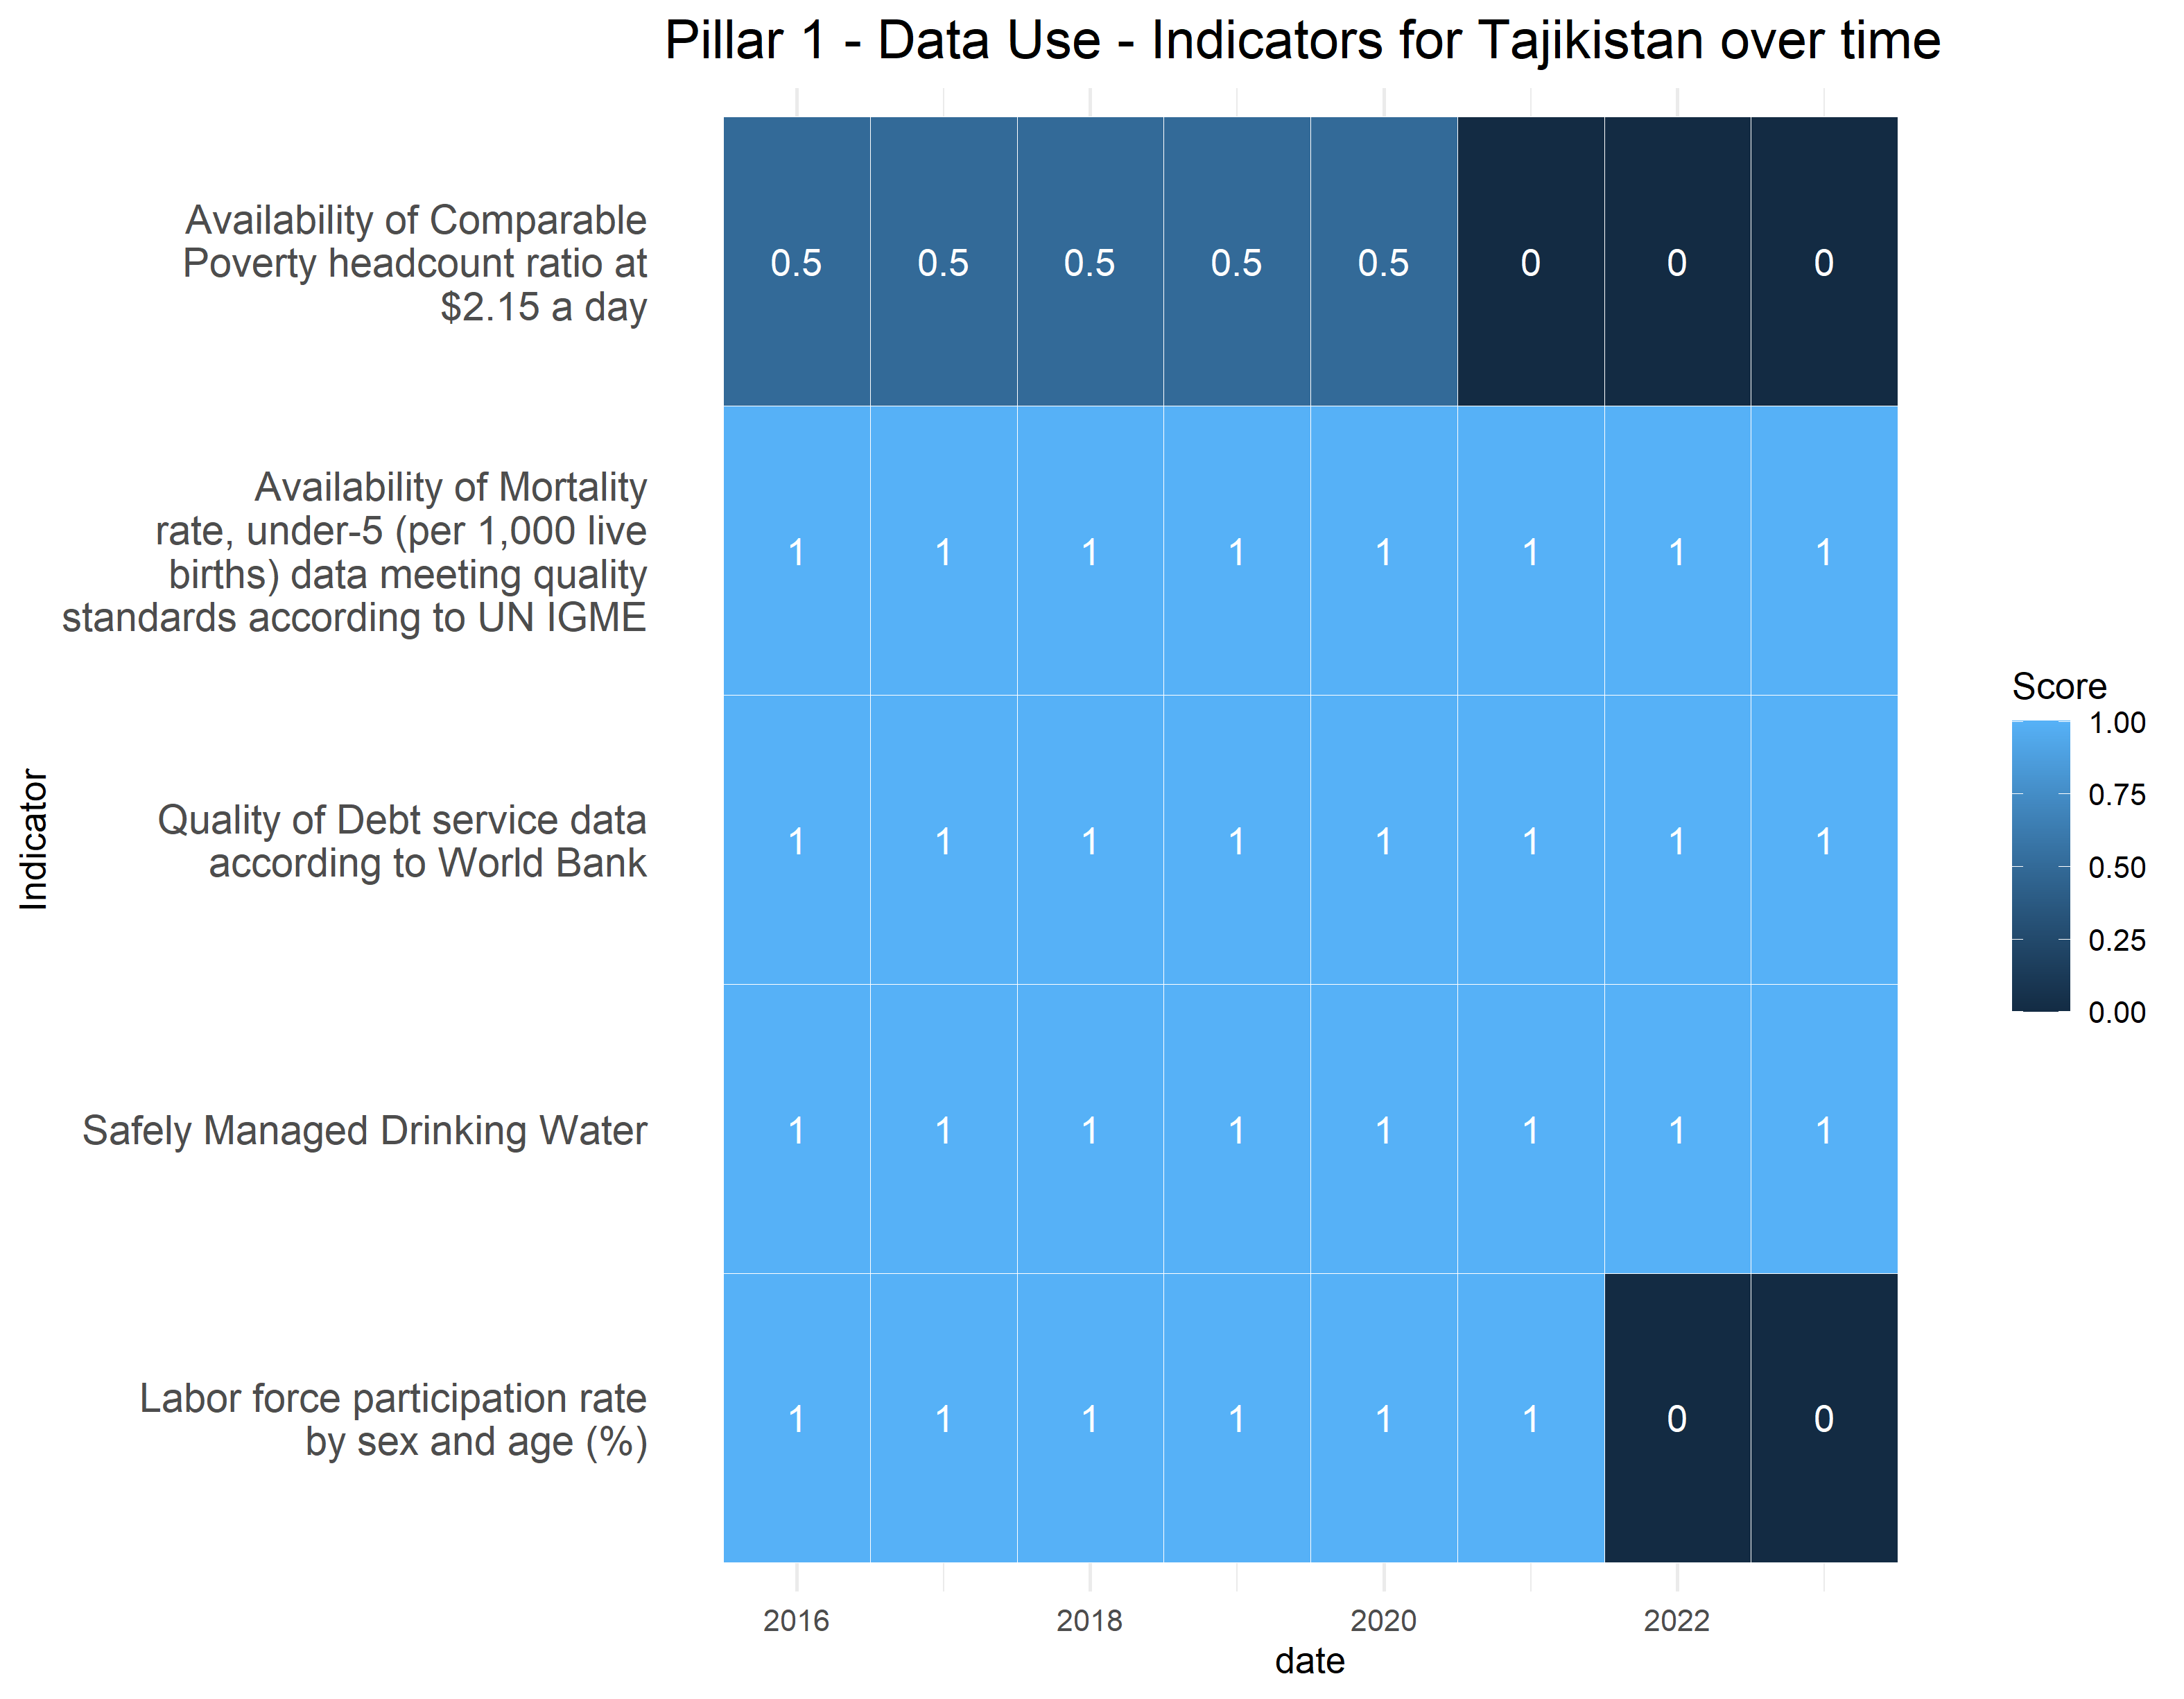 Pillar 1 - Data Use - Indicators for Tajikistan over time
Availability of Comparable
Poverty headcount ratio at
$2.15 a day
0.5 0.5 0.5 0.5 0.5 0 0 0
Availability of Mortality
rate, under-5 (per 1,000 live
births) data meeting quality
standards according to UN IGME
1 1 1 1 1 1 1 1
Quality of Debt service data
according to World Bank
1 1 1 1 1 1 1 1
Safely Managed Drinking Water
1 1 1 1 1 1 1 1
Labor force participation rate
by sex and age (%)
1 1 1 1 1 1 0 0
Indicator
2016 2018 2020 2022
date
Score
1.00
0.75
0.50
0.25
0.00